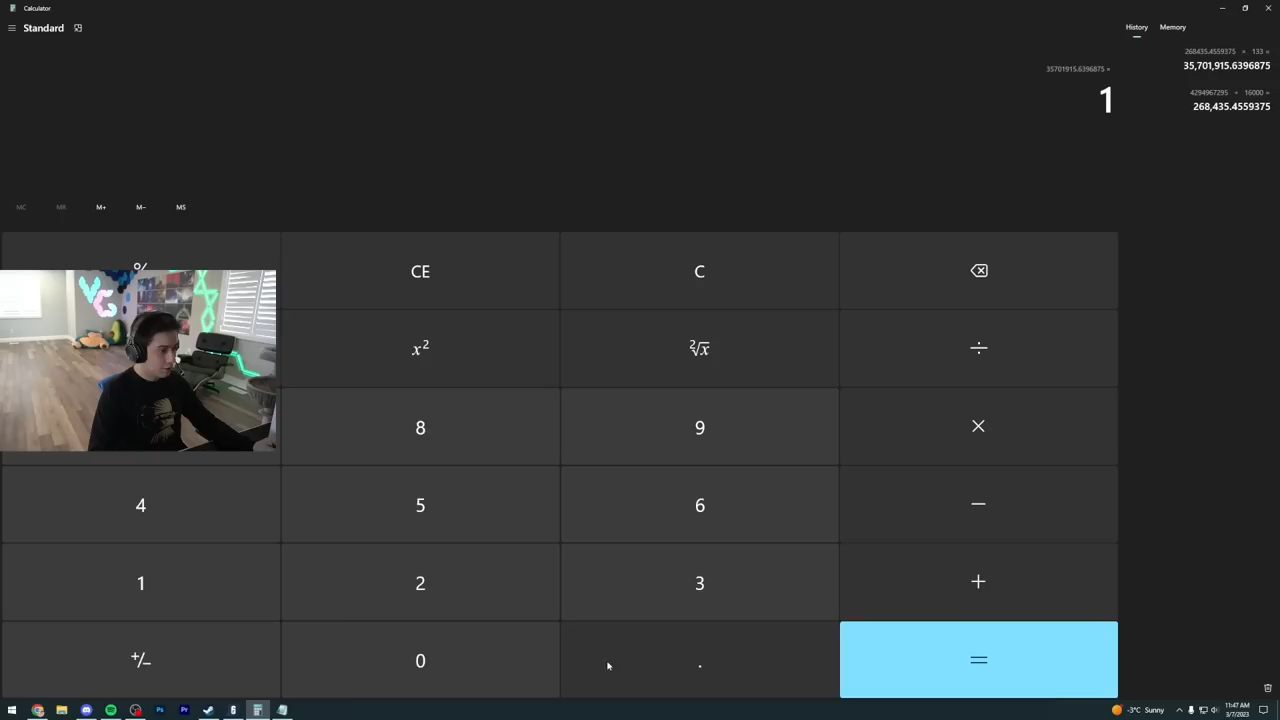 Calculator
Standard
History
Memory
268435.4559375 × 133 =
35,701,915.6396875
4294967295 ÷ 16000 =
268,435.4559375
35701915.6396875 =
1
MC
MR
M+
M−
MS
%
CE
C
x²
²√x
÷
8
9
×
4
5
6
−
1
2
3
+
+/−
0
.
=
Ps
Pr
-3°C Sunny
11:47 AM
3/7/2023